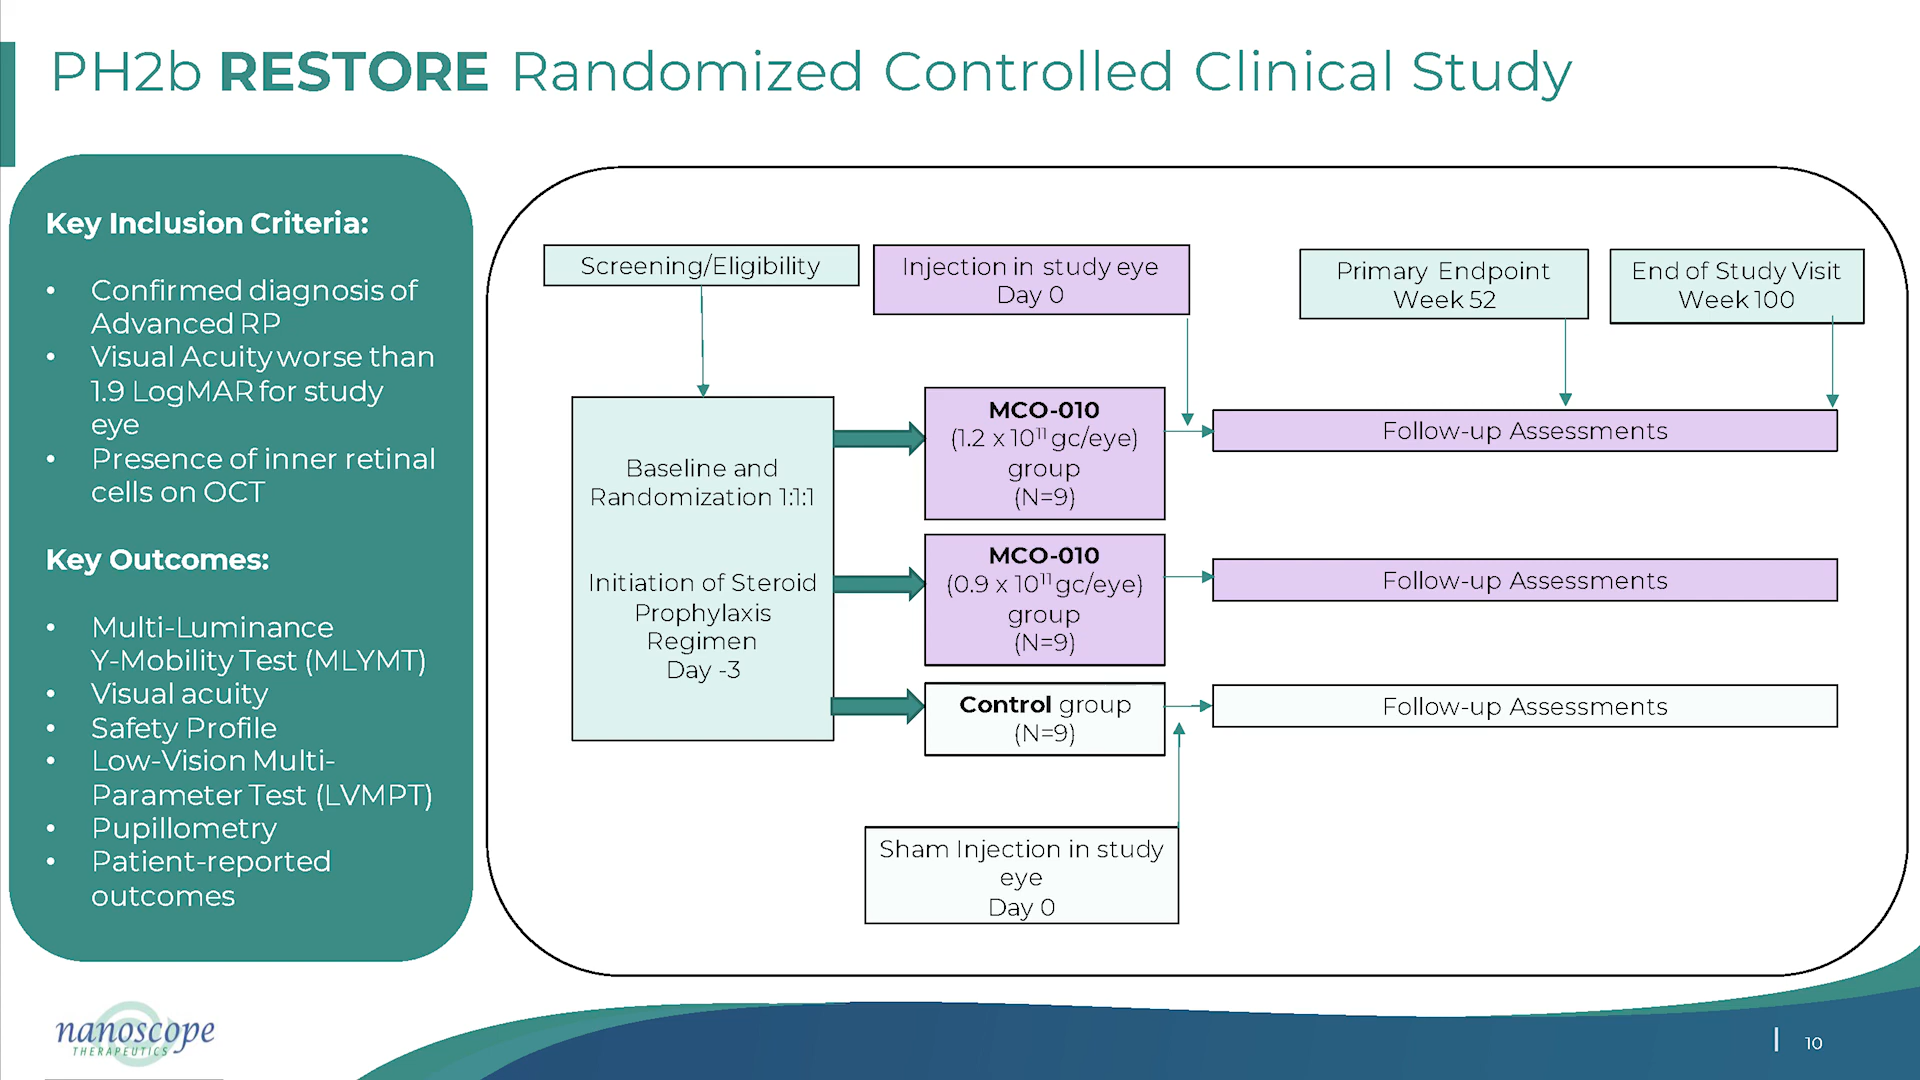 PH2b RESTORE Randomized Controlled Clinical Study
Key Inclusion Criteria:
• Confirmed diagnosis of
Advanced RP
• Visual Acuity worse than
1.9 LogMAR for study
eye
• Presence of inner retinal
cells on OCT
Key Outcomes:
• Multi-Luminance
Y-Mobility Test (MLYMT)
• Visual acuity
• Safety Profile
• Low-Vision Multi-
Parameter Test (LVMPT)
• Pupillometry
• Patient-reported
outcomes
Screening/Eligibility
Injection in study eye
Day 0
Primary Endpoint
Week 52
End of Study Visit
Week 100
Baseline and
Randomization 1:1:1
Initiation of Steroid
Prophylaxis
Regimen
Day -3
MCO-010
(1.2 x 10¹¹ gc/eye)
group
(N=9)
Follow-up Assessments
MCO-010
(0.9 x 10¹¹ gc/eye)
group
(N=9)
Follow-up Assessments
Control group
(N=9)
Follow-up Assessments
Sham Injection in study
eye
Day 0
nanoscope
THERAPEUTICS
10